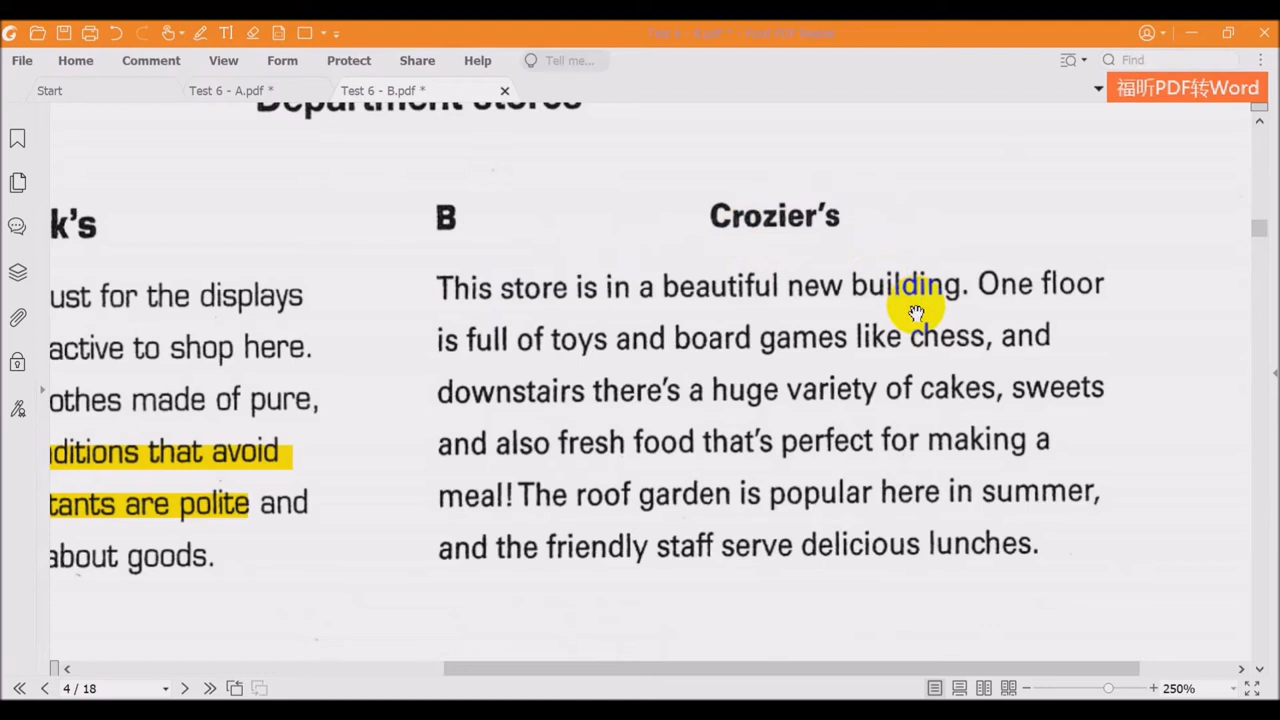 File Home Comment View Form Protect Share Help Tell me... Find
Start Test 6 - A.pdf * Test 6 - B.pdf * 福昕PDF转Word
Department stores
k's
ust for the displays
active to shop here.
othes made of pure,
ditions that avoid
tants are polite and
about goods.
B Crozier's
This store is in a beautiful new building. One floor
is full of toys and board games like chess, and
downstairs there's a huge variety of cakes, sweets
and also fresh food that's perfect for making a
meal! The roof garden is popular here in summer,
and the friendly staff serve delicious lunches.
4 / 18 250%